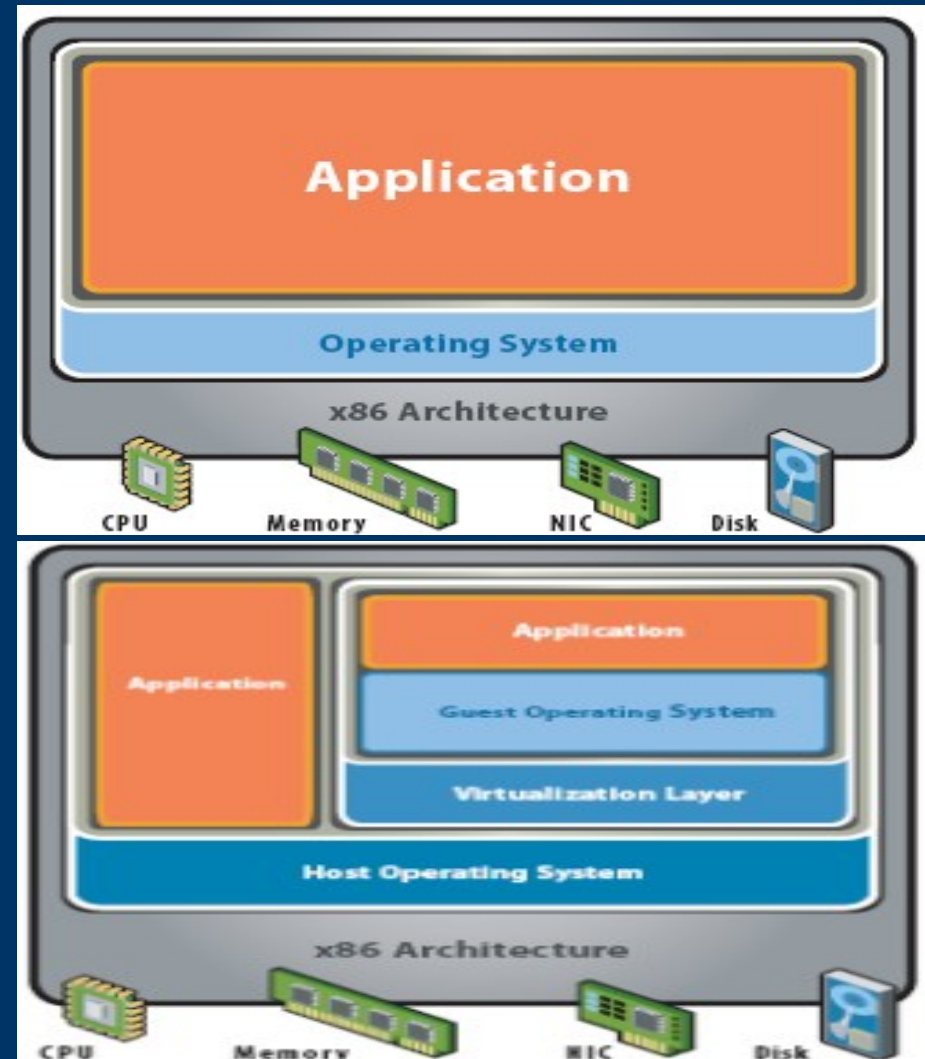 Application
Operating System
x86 Architecture
CPU Memory NIC Disk
Application
Application
Guest Operating System
Virtualization Layer
Host Operating System
x86 Architecture
CPU Memory NIC Disk